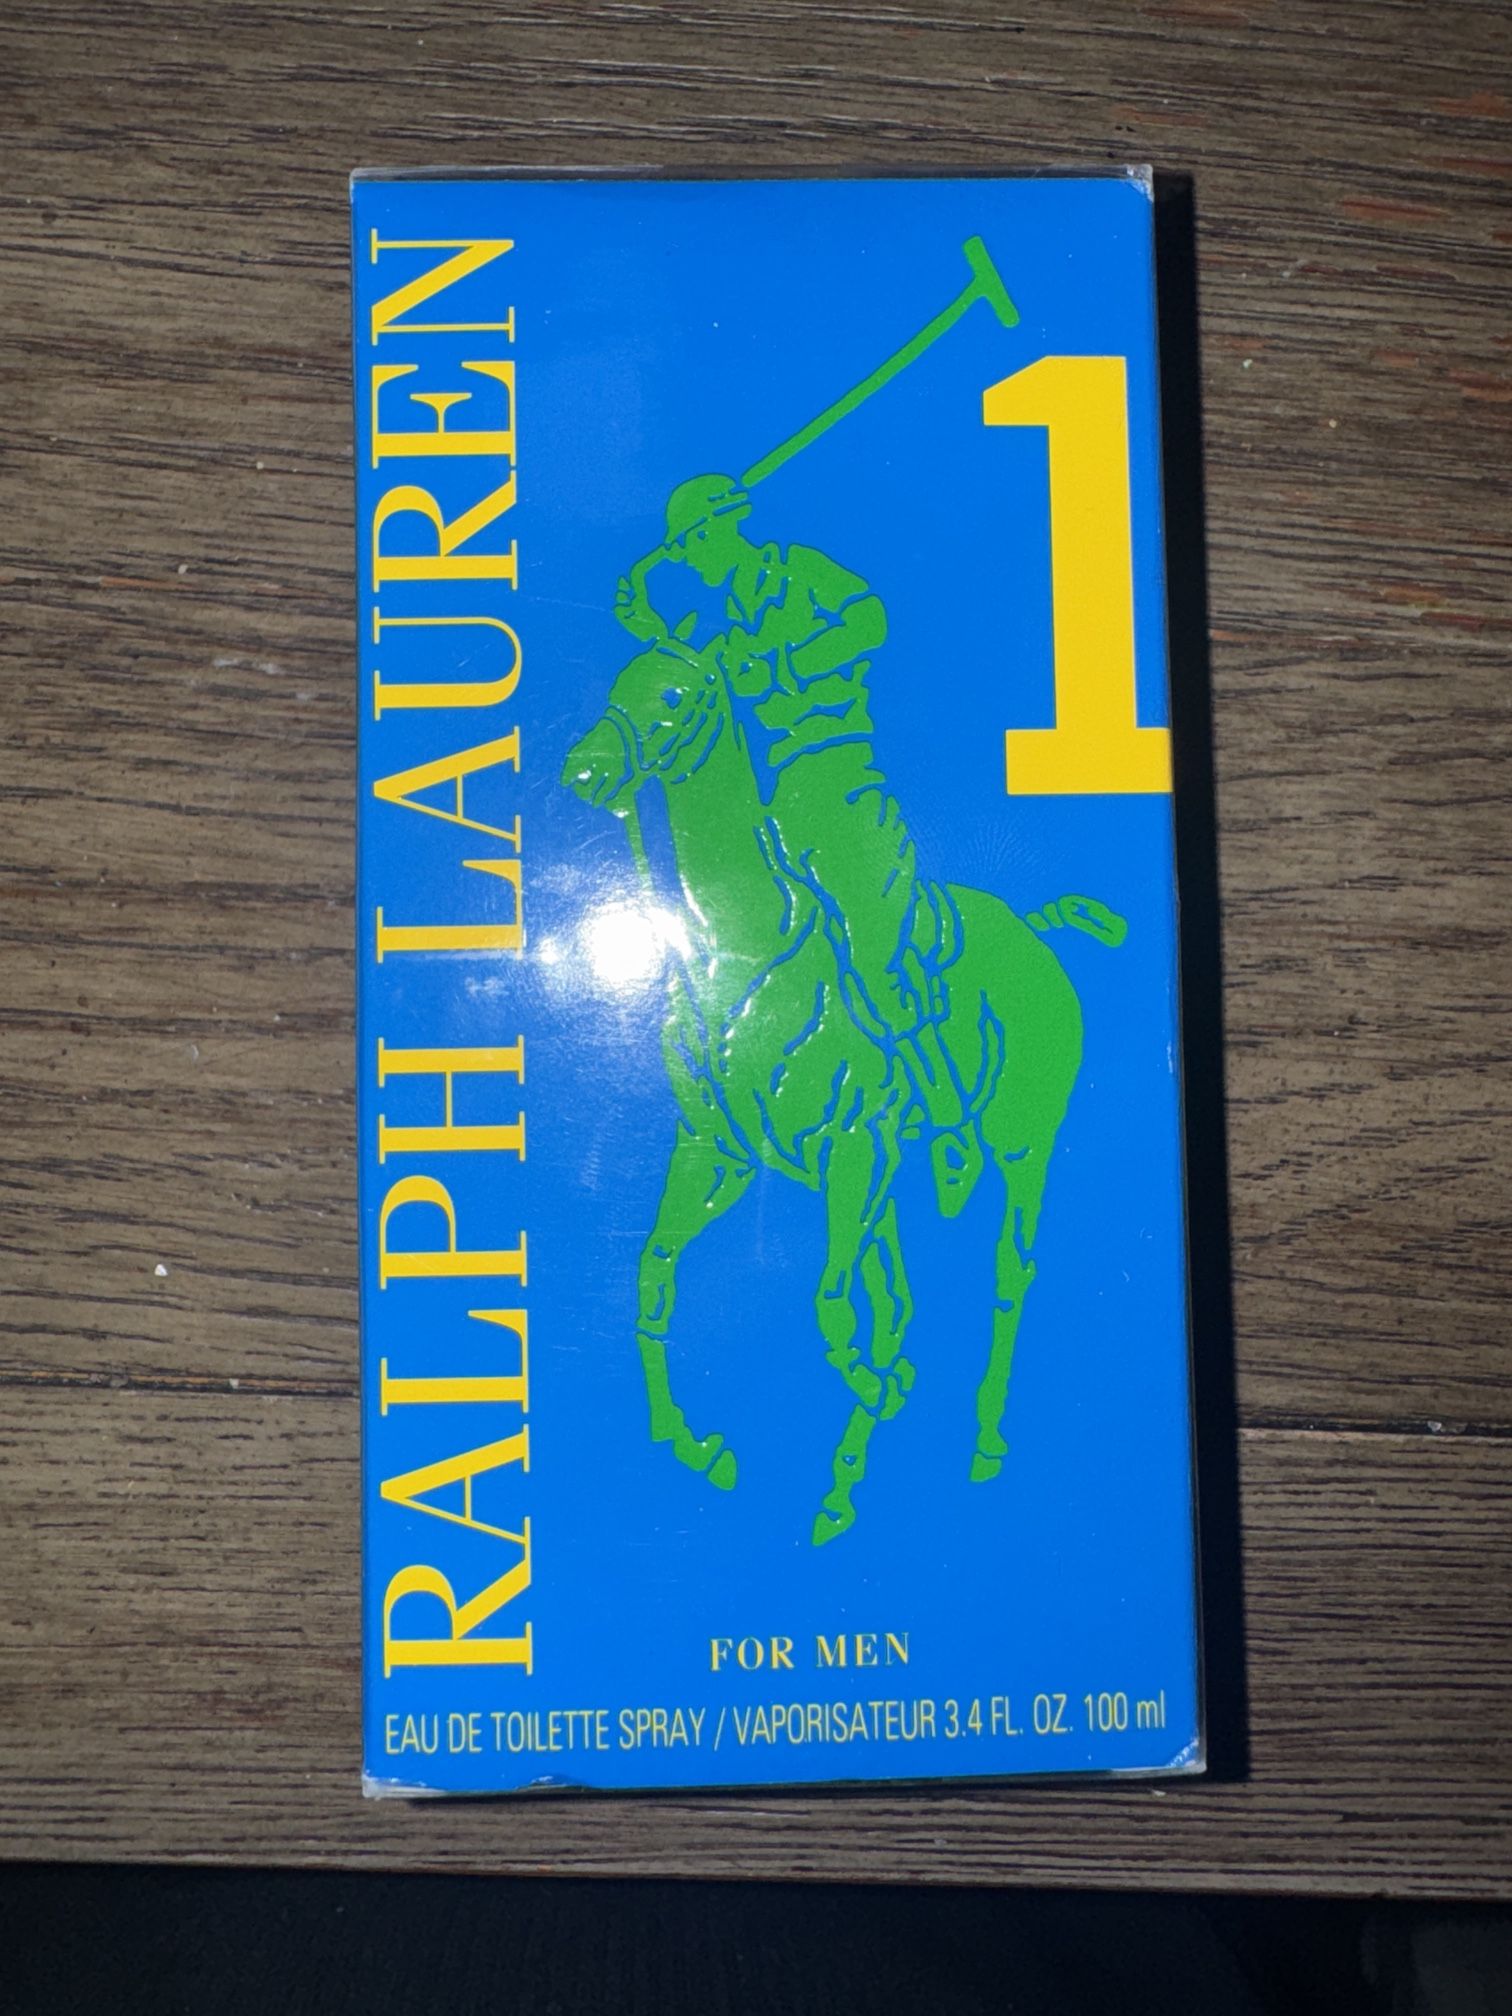 RALPH LAUREN
1
FOR MEN
EAU DE TOILETTE SPRAY / VAPORISATEUR 3.4 FL. OZ. 100 ml